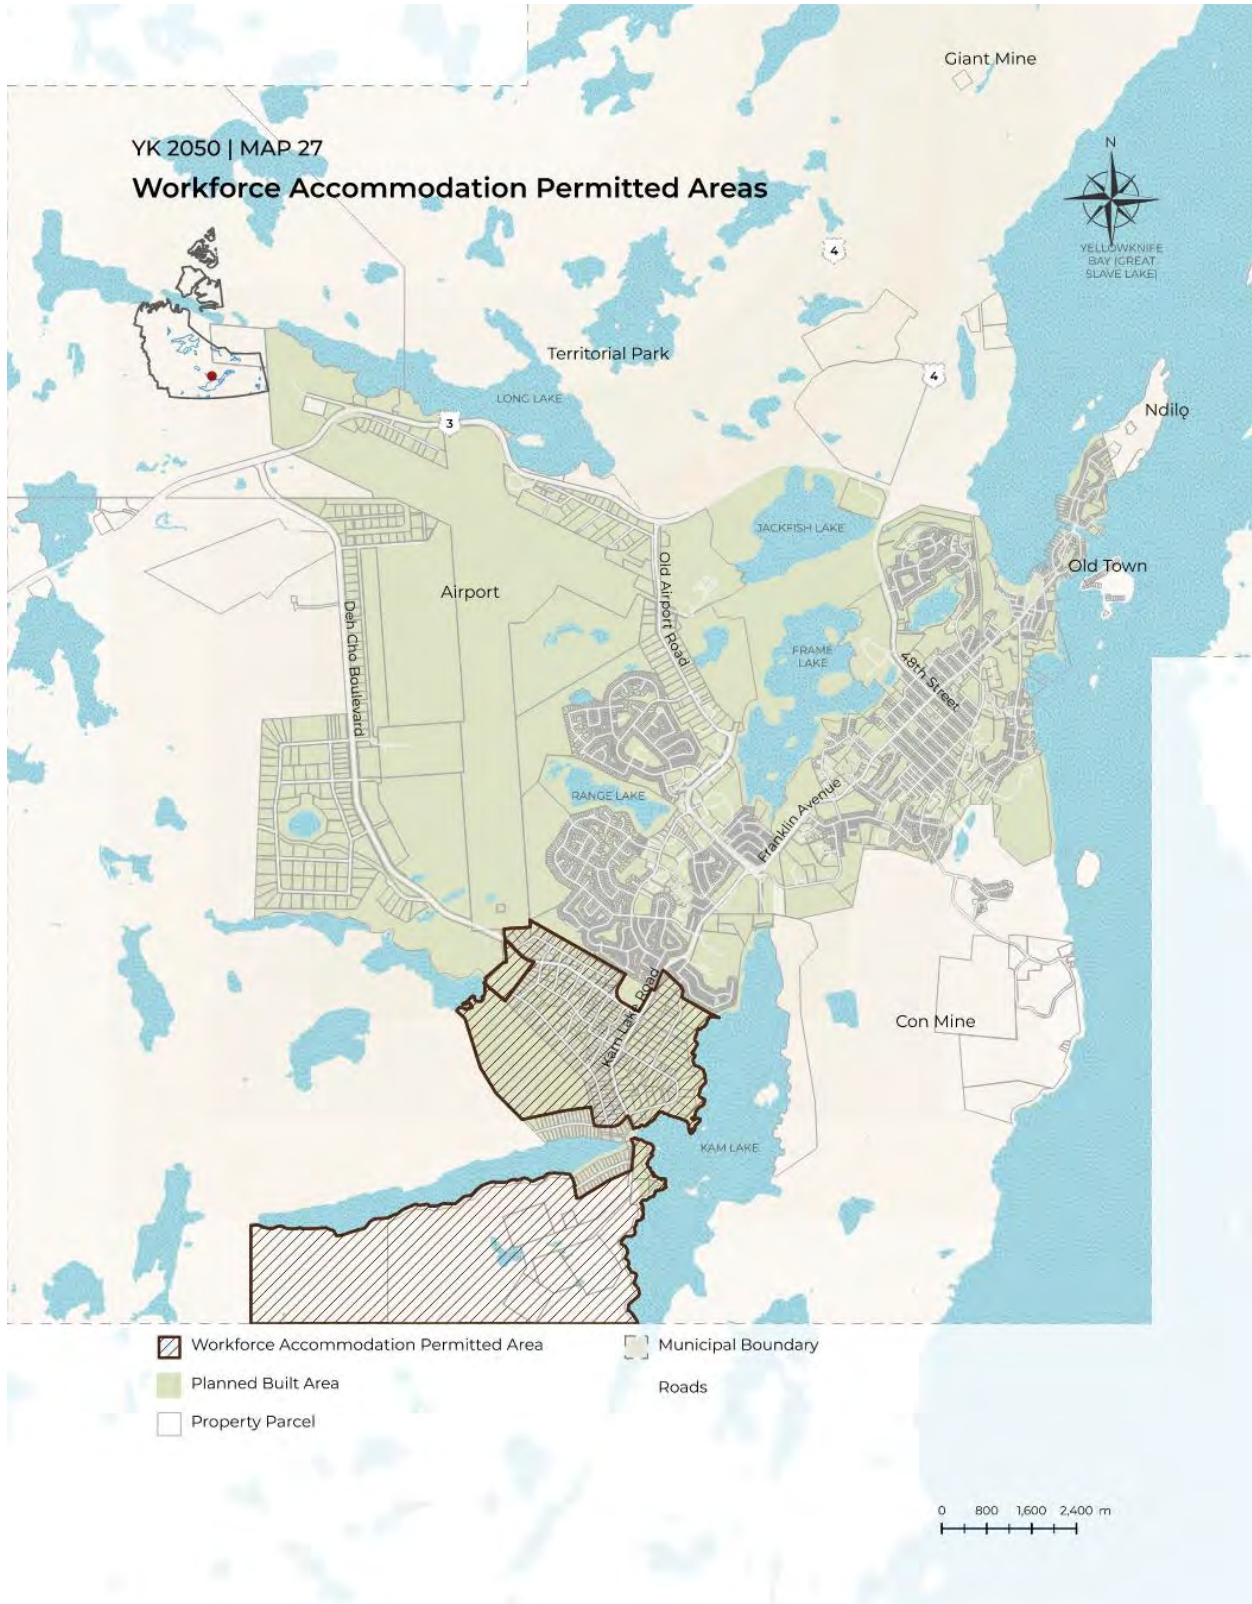 Giant Mine
YK 2050 | MAP 27
Workforce Accommodation Permitted Areas
N
YELLOWKNIFE
BAY (GREAT
SLAVE LAKE)
4
Territorial Park
4
LONG LAKE
Ndilǫ
3
JACKFISH LAKE
Old Town
Airport
Old Airport Road
Deh Cho Boulevard
FRAME
LAKE
48th Street
RANGE LAKE
Franklin Avenue
Kam Lake Road
Con Mine
KAM LAKE
Workforce Accommodation Permitted Area
Planned Built Area
Property Parcel
Municipal Boundary
Roads
0 800 1,600 2,400 m